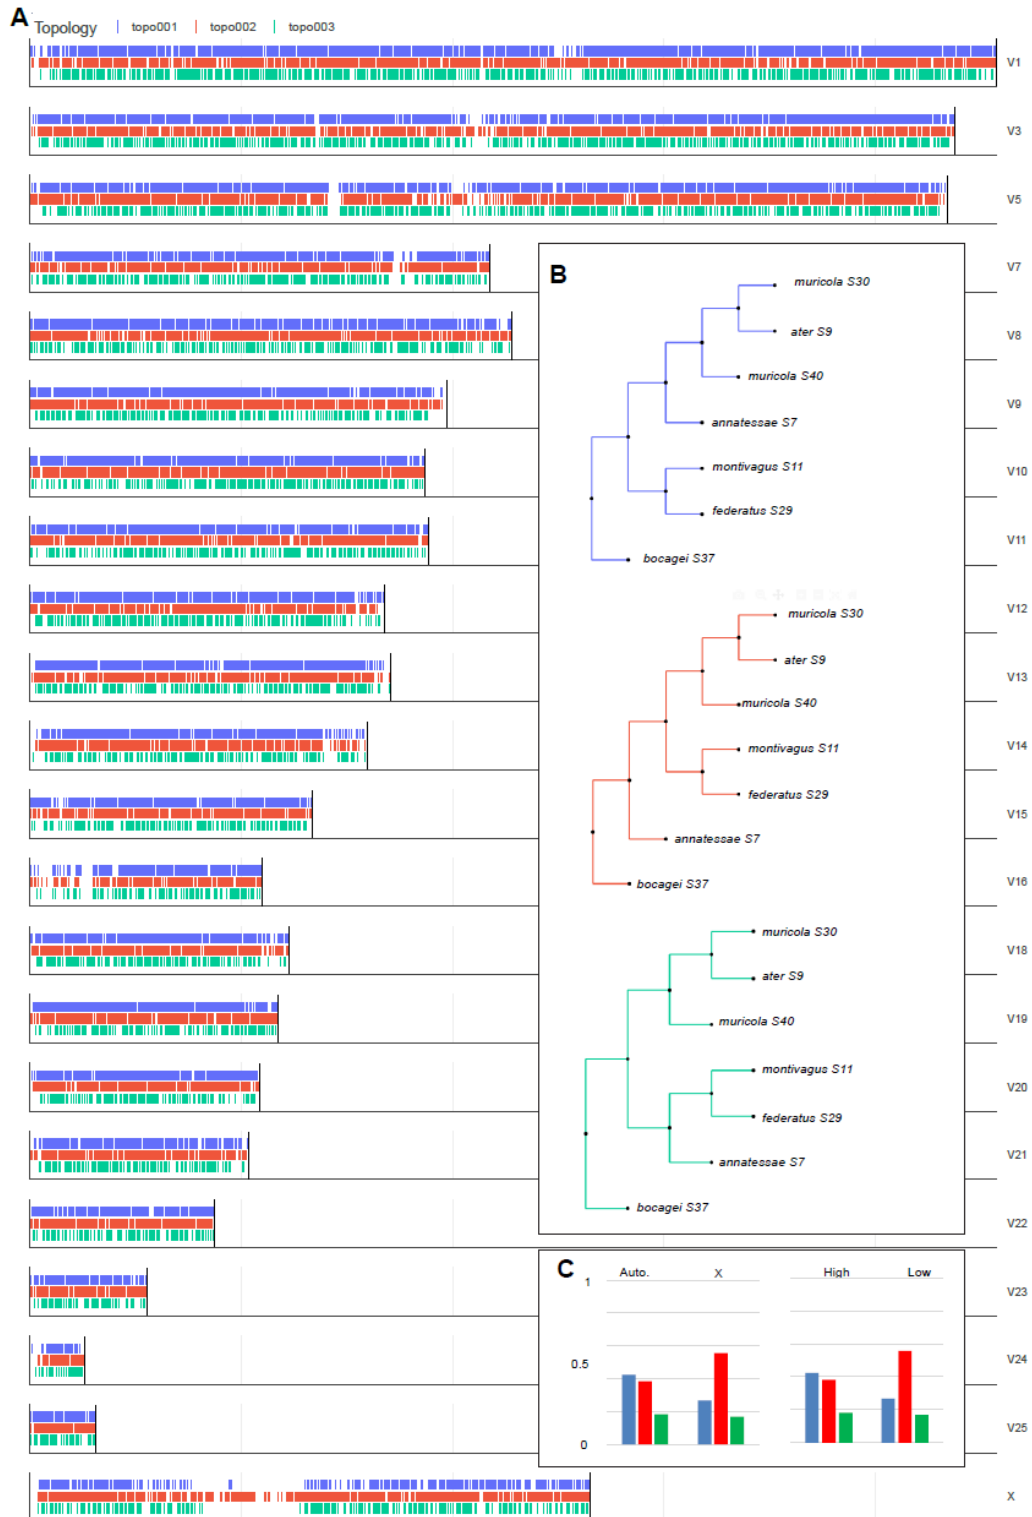 A
Topology topo001 topo002 topo003
V1
V3
V5
V7
B
muricola S30
V8
ater S9
muricola S40
V9
annatessae S7
montivagus S11
V10
federatus S29
V11
bocagei S37
V12
muricola S30
ater S9
V13
muricola S40
V14
montivagus S11
federatus S29
V15
annatessae S7
V16
bocagei S37
muricola S30
V18
ater S9
V19
muricola S40
montivagus S11
V20
federatus S29
V21
annatessae S7
bocagei S37
V22
C
Auto. X High Low
1
V23
0.5
V24
V25
0
X